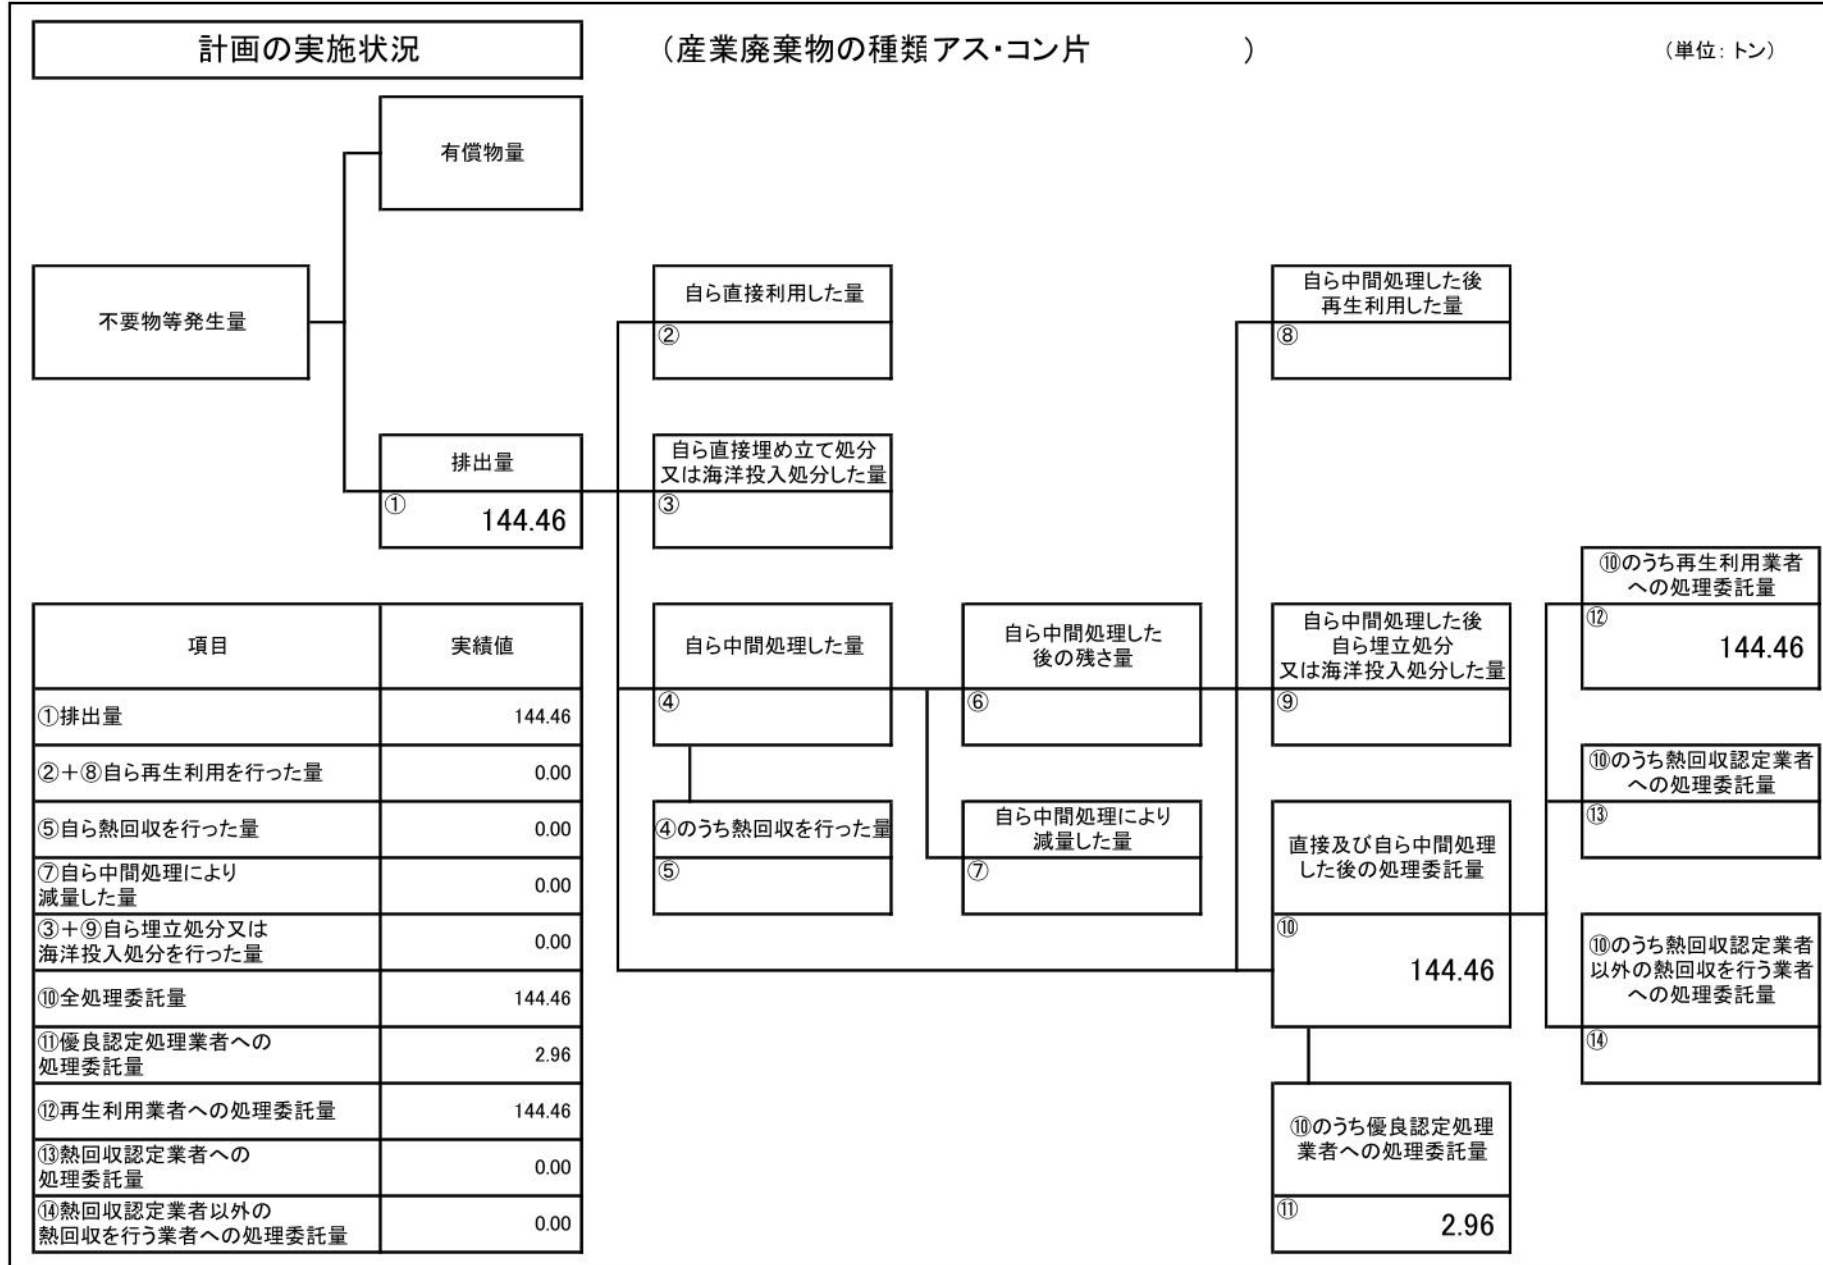 計画の実施状況
（産業廃棄物の種類アス・コン片　　　　）
（単位：トン）
有償物量
不要物等発生量
自ら直接利用した量
②
自ら中間処理した後
再生利用した量
⑧
排出量
①
144.46
自ら直接埋め立て処分
又は海洋投入処分した量
③
⑩のうち再生利用業者
への処理委託量
⑫
144.46
自ら中間処理した量
④
自ら中間処理した
後の残さ量
⑥
自ら中間処理した後
自ら埋立処分
又は海洋投入処分した量
⑨
⑩のうち熱回収認定業者
への処理委託量
⑬
④のうち熱回収を行った量
⑤
自ら中間処理により
減量した量
⑦
直接及び自ら中間処理
した後の処理委託量
⑩
144.46
⑩のうち熱回収認定業者
以外の熱回収を行う業者
への処理委託量
⑭
⑩のうち優良認定処理
業者への処理委託量
⑪
2.96
項目 実績値
①排出量 144.46
②＋⑧自ら再生利用を行った量 0.00
⑤自ら熱回収を行った量 0.00
⑦自ら中間処理により
減量した量 0.00
③＋⑨自ら埋立処分又は
海洋投入処分を行った量 0.00
⑩全処理委託量 144.46
⑪優良認定処理業者への
処理委託量 2.96
⑫再生利用業者への処理委託量 144.46
⑬熱回収認定業者への
処理委託量 0.00
⑭熱回収認定業者以外の
熱回収を行う業者への処理委託量 0.00